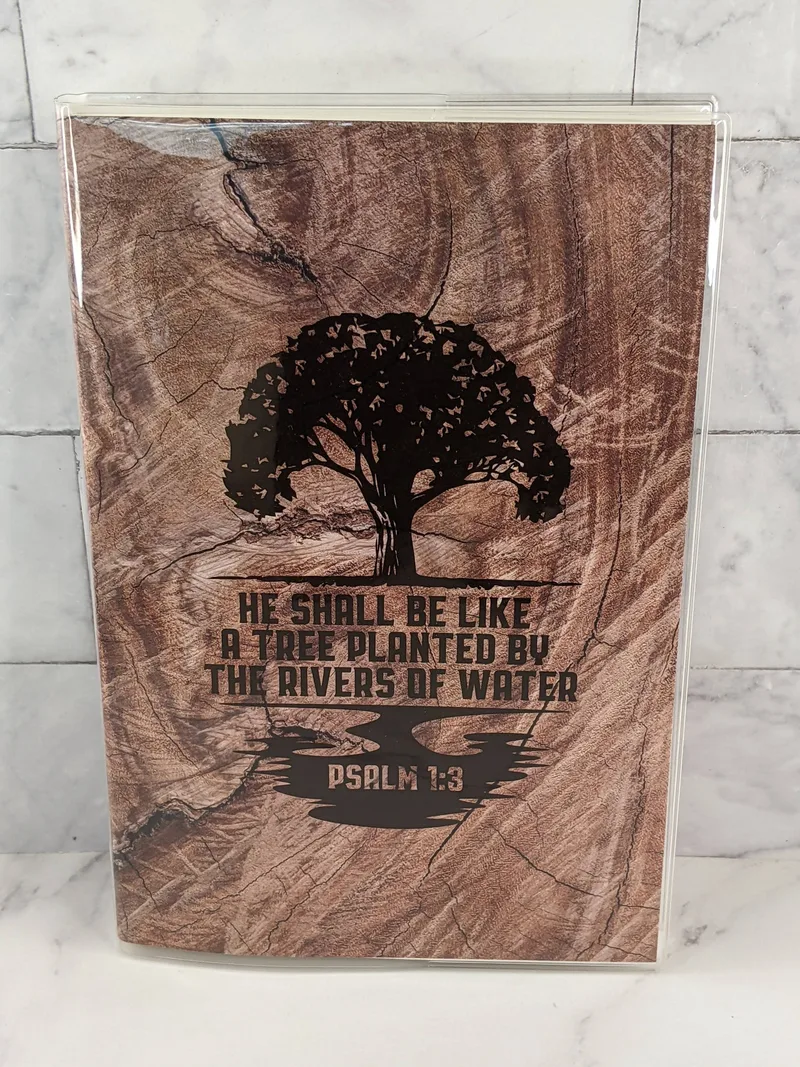 HE SHALL BE LIKE
A TREE PLANTED BY
THE RIVERS OF WATER
PSALM 1:3